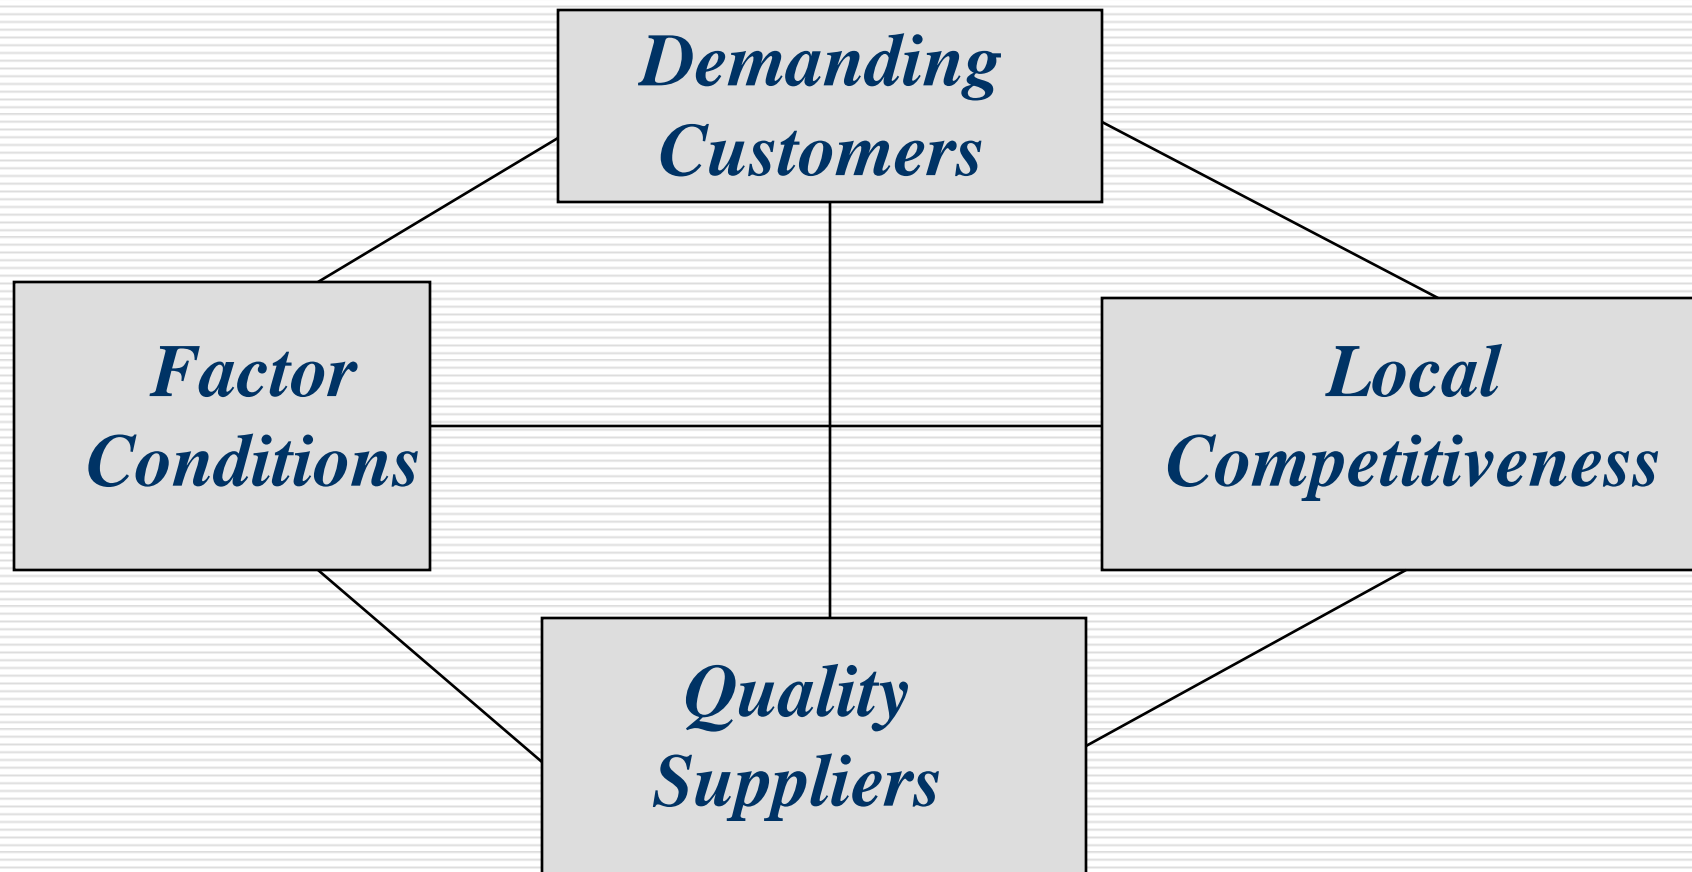 Demanding
Customers
Factor
Conditions
Local
Competitiveness
Quality
Suppliers